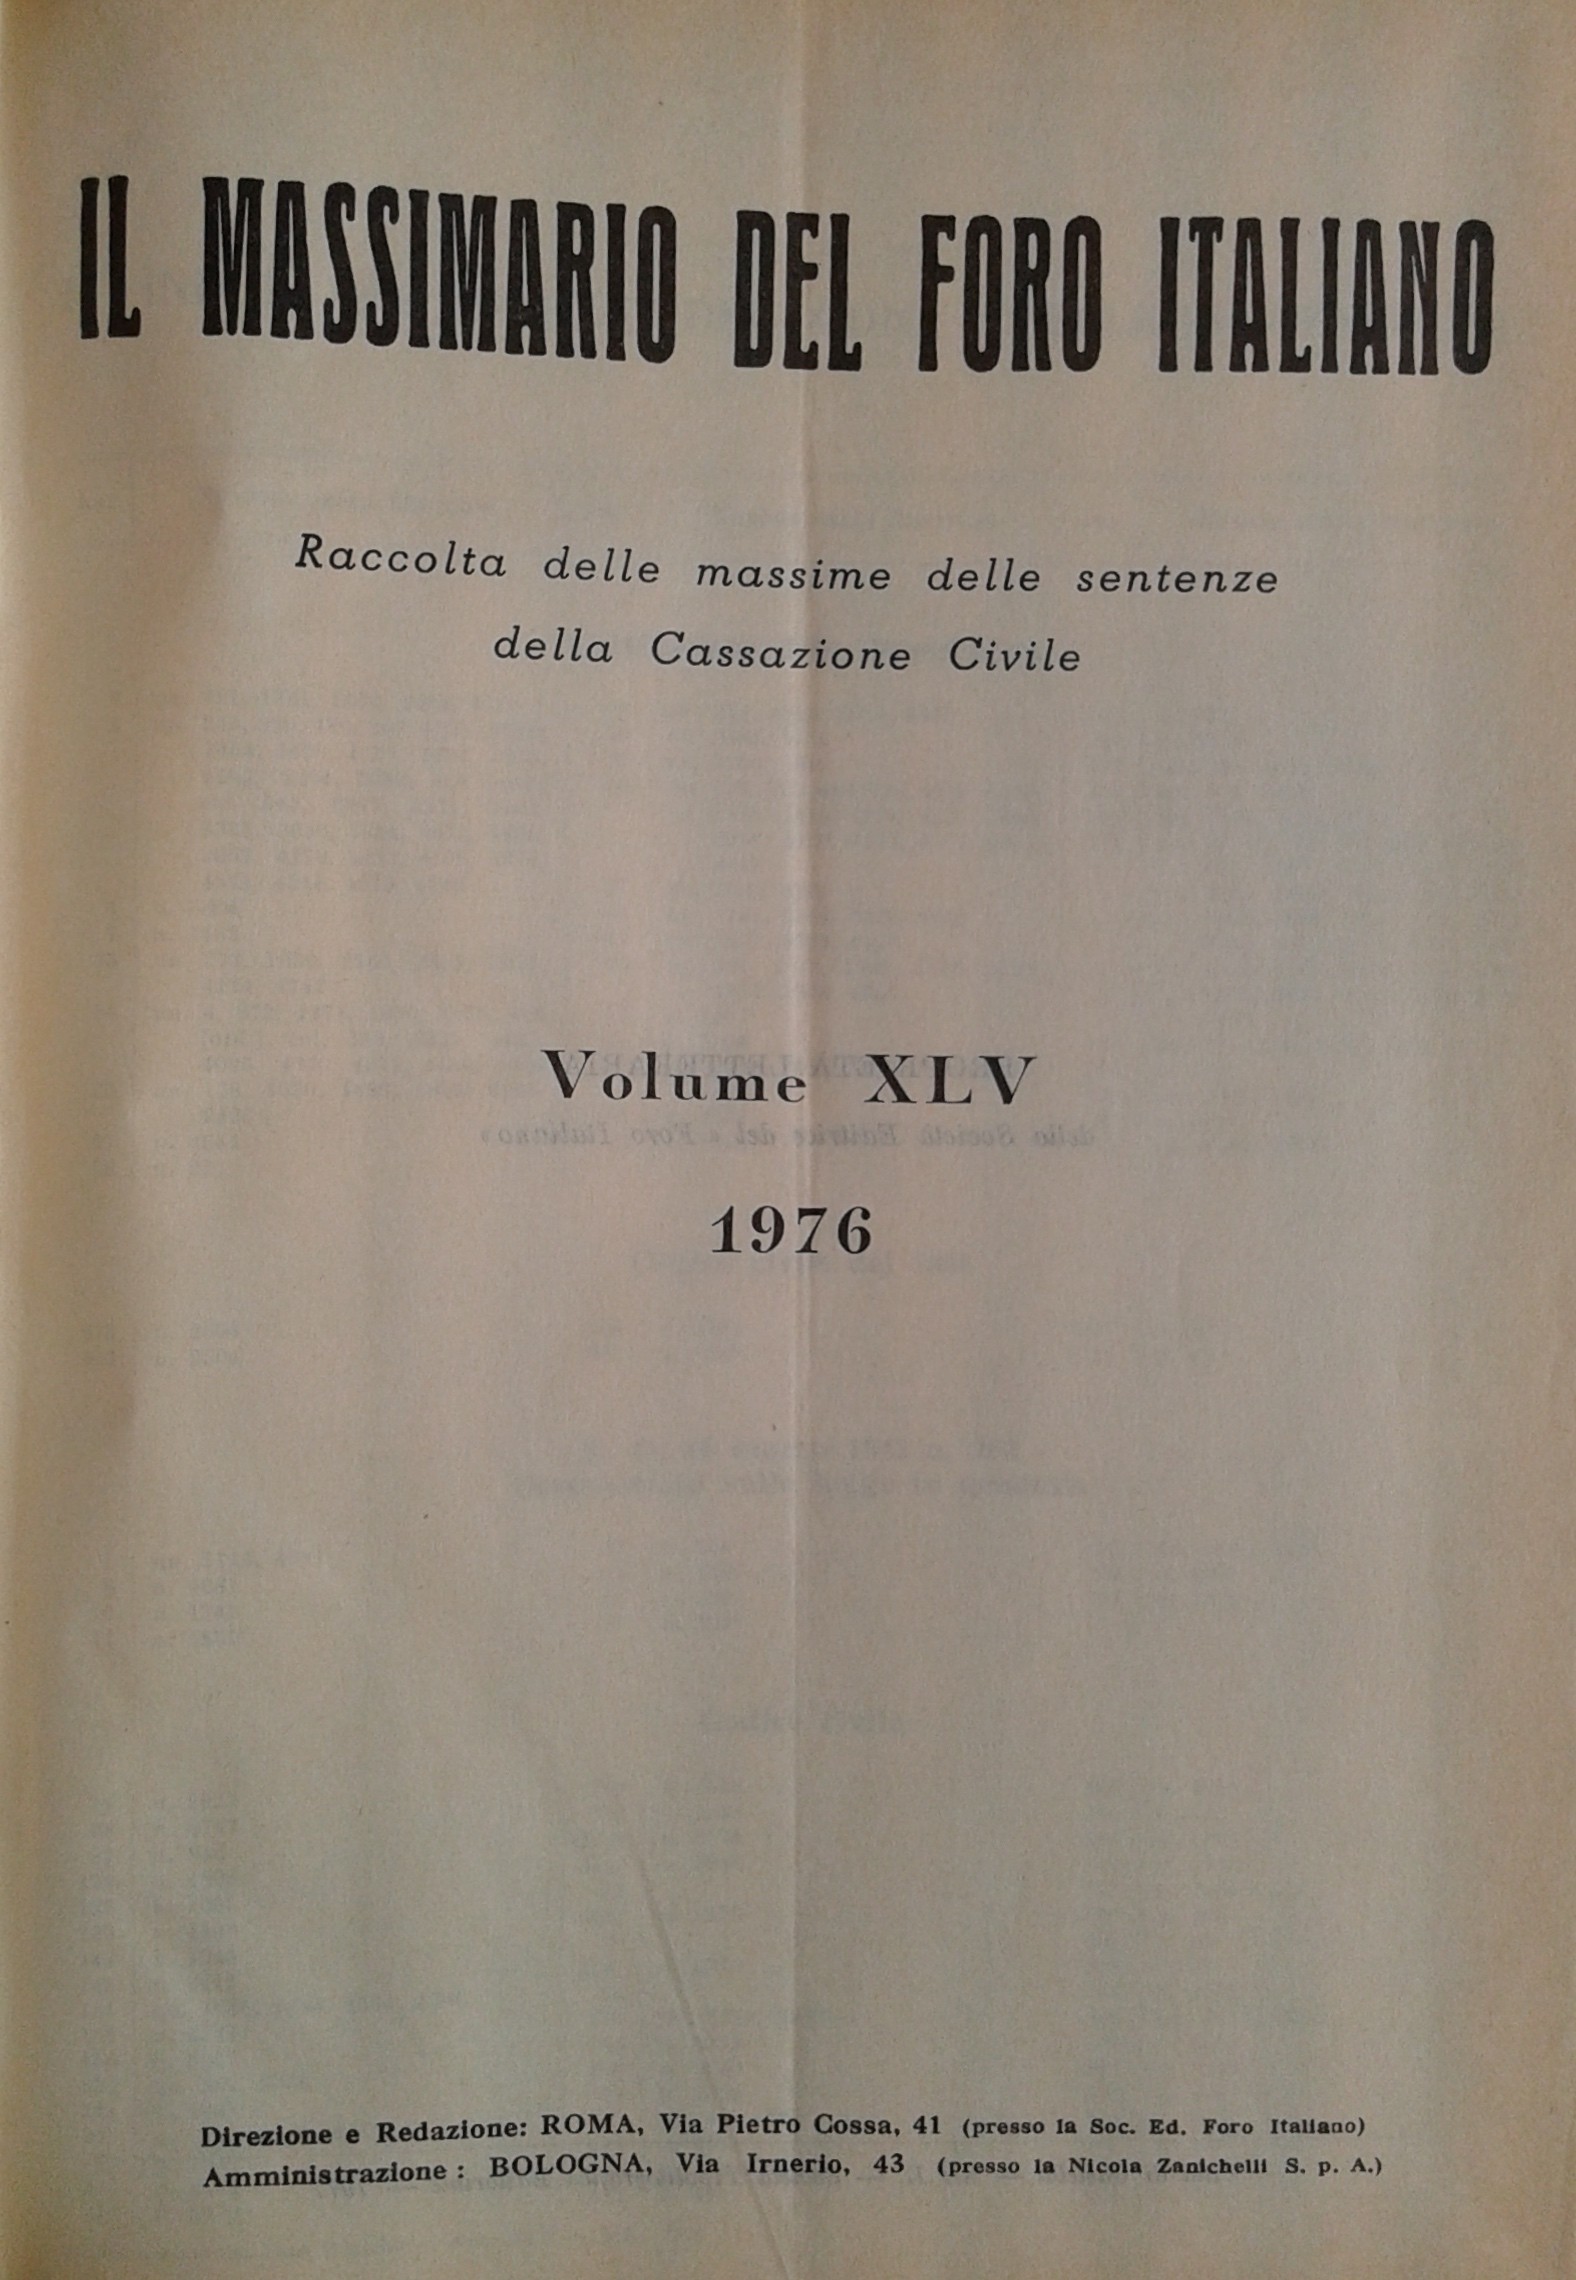 IL MASSIMARIO DEL FORO ITALIANO
Raccolta delle massime delle sentenze
della Cassazione Civile
Volume XLV
1976
Direzione e Redazione: ROMA, Via Pietro Cossa, 41 (presso la Soc. Ed. Foro Italiano)
Amministrazione : BOLOGNA, Via Irnerio, 43 (presso la Nicola Zanichelli S. p. A.)